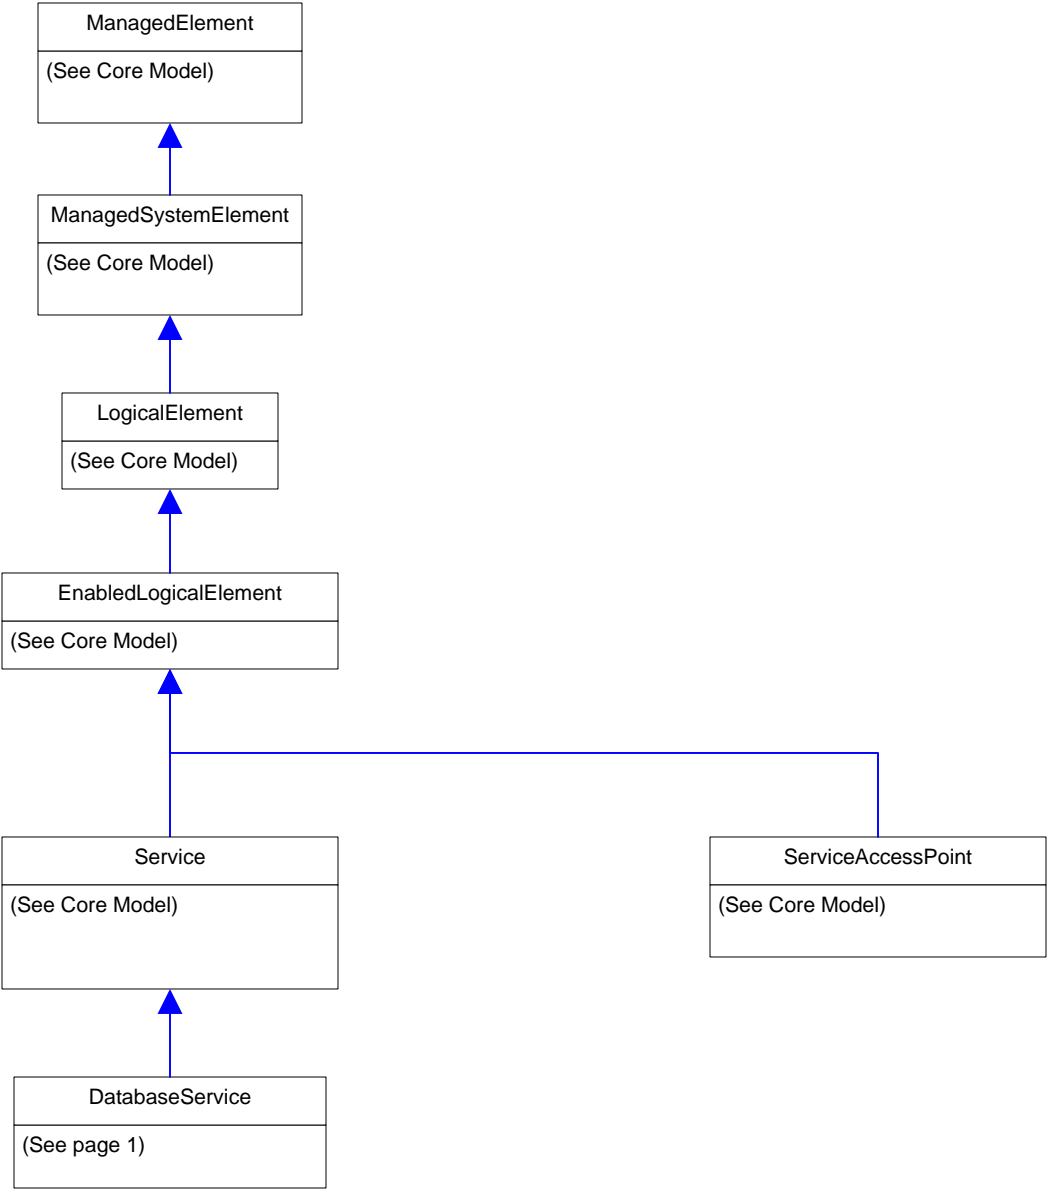 ManagedElement
(See Core Model)
ManagedSystemElement
(See Core Model)
LogicalElement
(See Core Model)
EnabledLogicalElement
(See Core Model)
Service
(See Core Model)
ServiceAccessPoint
(See Core Model)
DatabaseService
(See page 1)